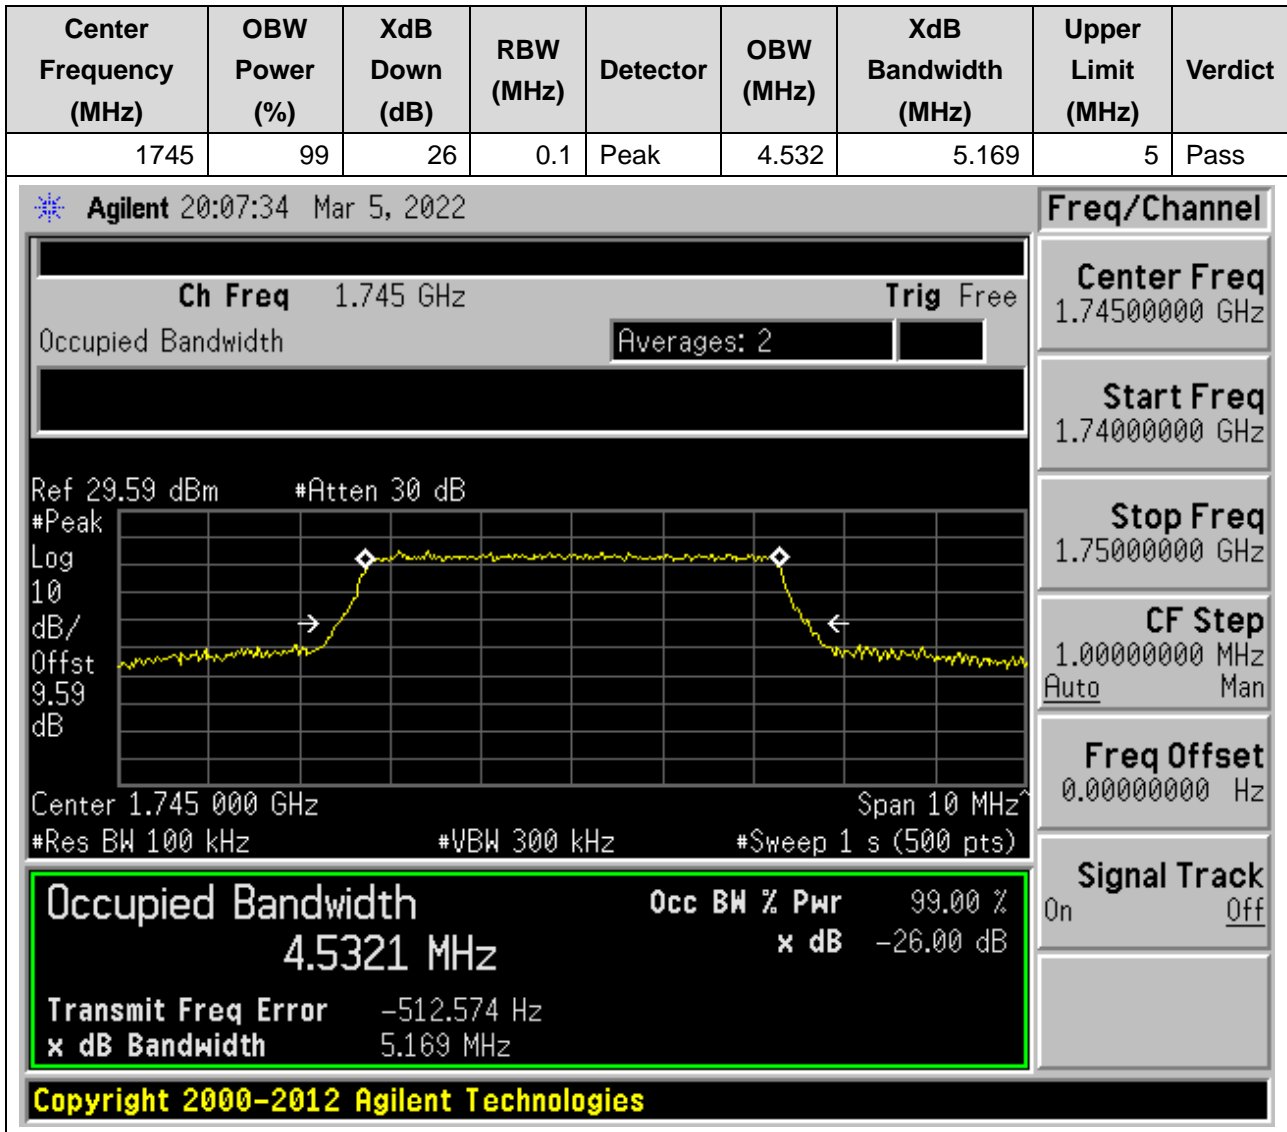 Center Frequency (MHz) OBW Power (%) XdB Down (dB) RBW (MHz) Detector OBW (MHz) XdB Bandwidth (MHz) Upper Limit (MHz) Verdict
1745 99 26 0.1 Peak 4.532 5.169 5 Pass
Agilent 20:07:34 Mar 5, 2022
Freq/Channel
Ch Freq 1.745 GHz Trig Free
Occupied Bandwidth Averages: 2
Ref 29.59 dBm #Atten 30 dB
#Peak
Log
10
dB/
Offst
9.59
dB
Center 1.745 000 GHz Span 10 MHz^
#Res BW 100 kHz #VBW 300 kHz #Sweep 1 s (500 pts)
Occupied Bandwidth Occ BW % Pwr 99.00 %
4.5321 MHz x dB -26.00 dB
Transmit Freq Error -512.574 Hz
x dB Bandwidth 5.169 MHz
Center Freq
1.74500000 GHz
Start Freq
1.74000000 GHz
Stop Freq
1.75000000 GHz
CF Step
1.00000000 MHz
Auto Man
Freq Offset
0.00000000 Hz
Signal Track
On Off
Copyright 2000-2012 Agilent Technologies